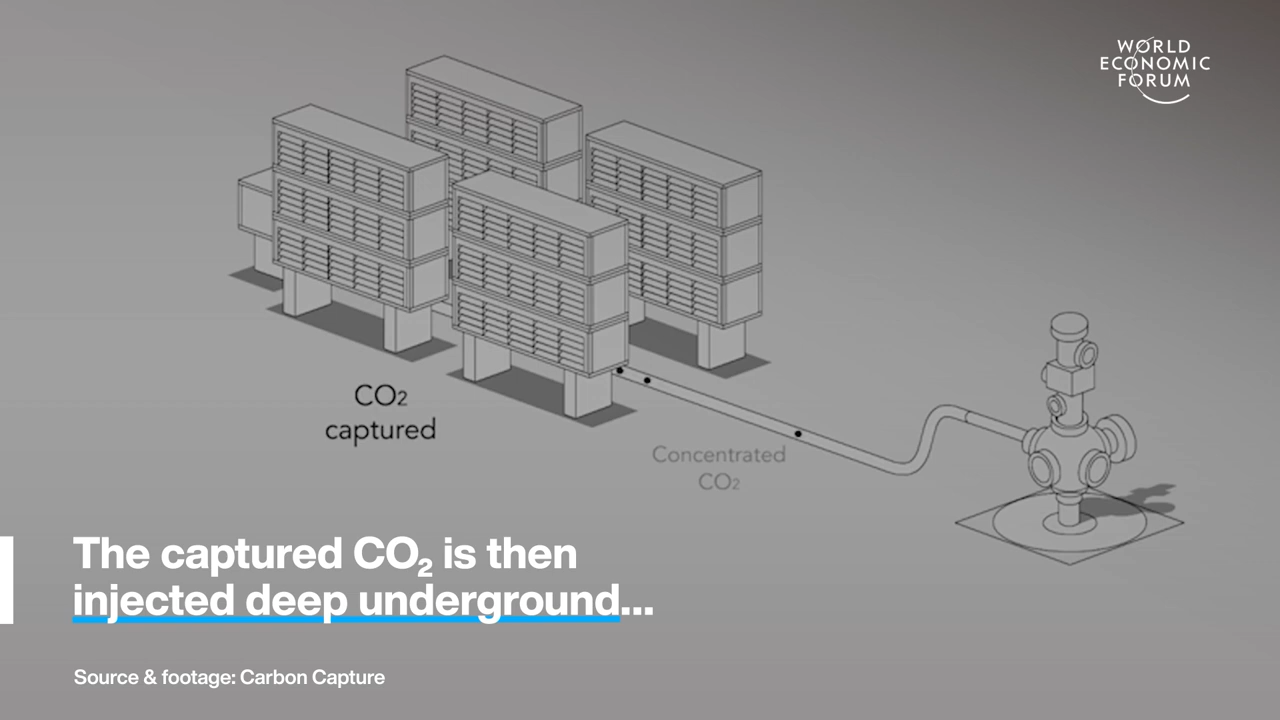 WORLD
ECONOMIC
FORUM
CO₂
captured
Concentrated
CO₂
The captured CO₂ is then
injected deep underground...
Source & footage: Carbon Capture